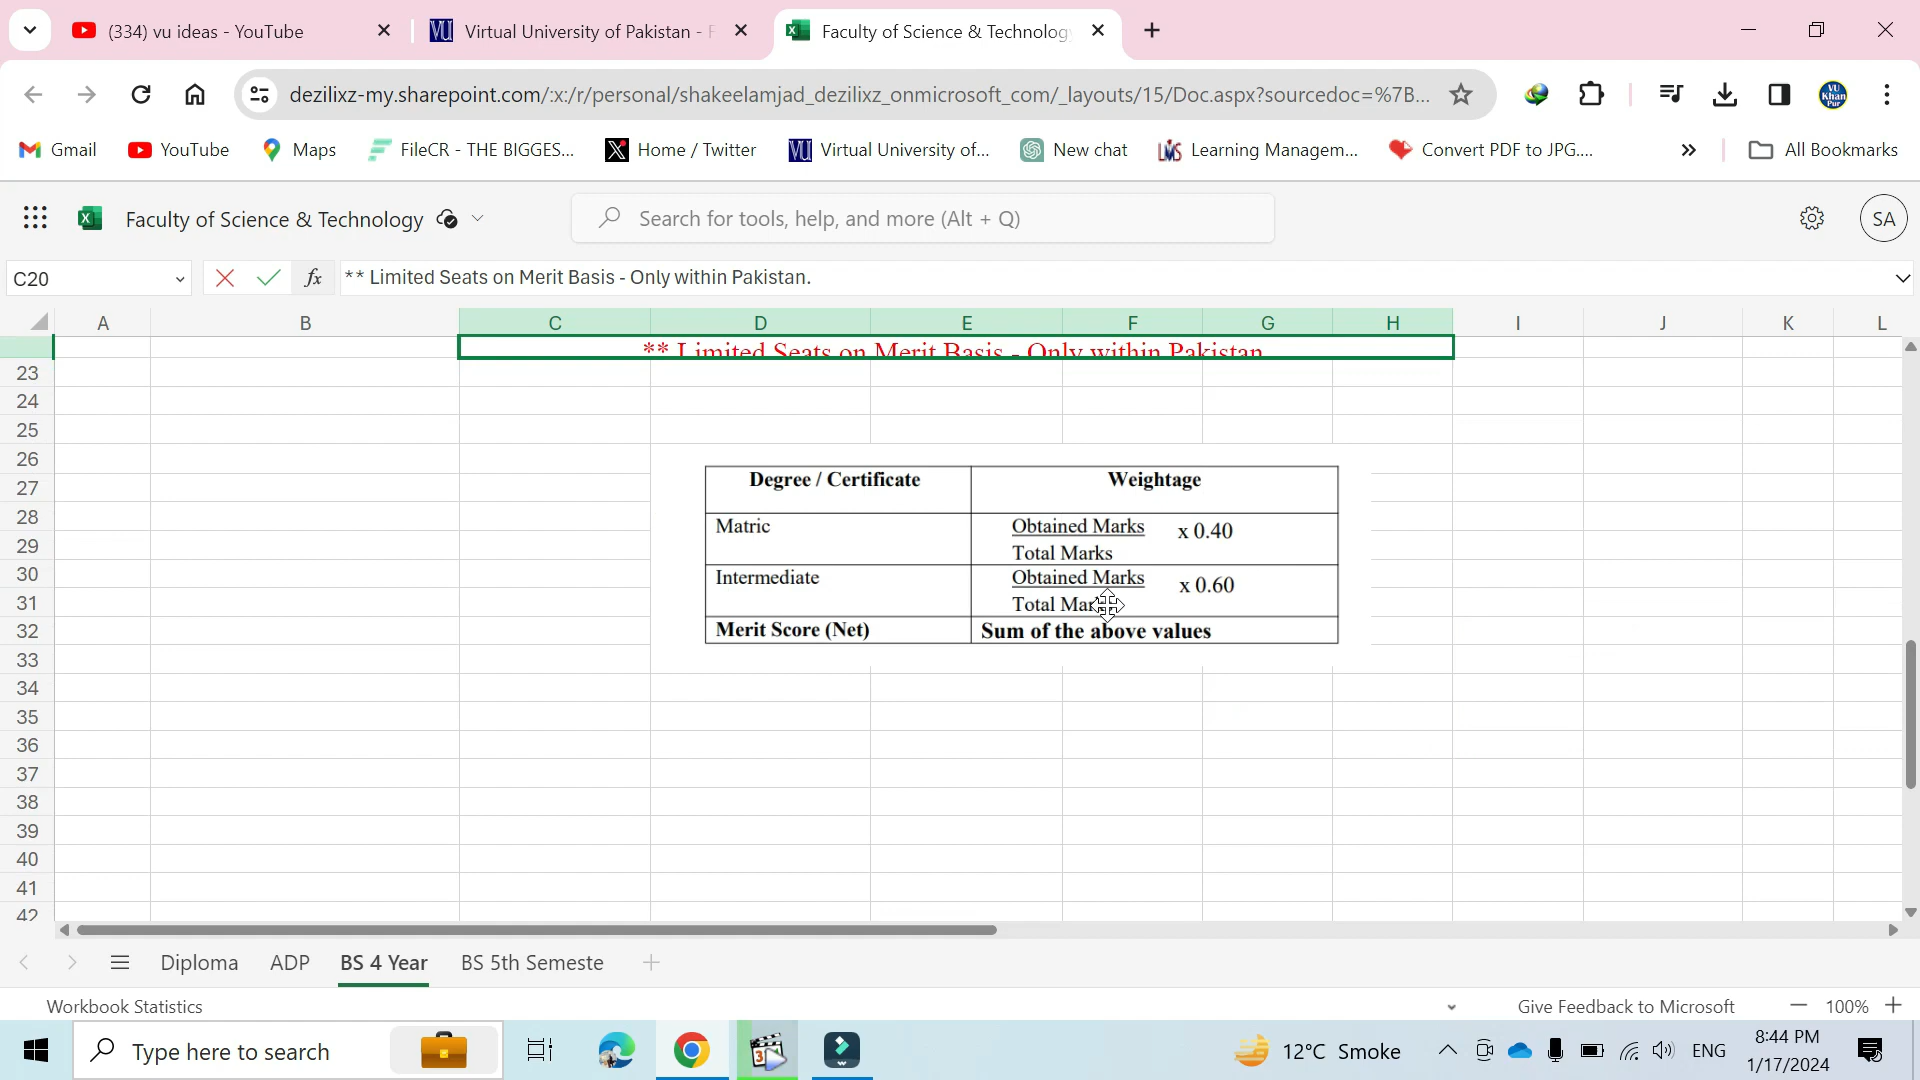 (334) vu ideas - YouTube
Virtual University of Pakistan - F
Faculty of Science & Technology
dezilixz-my.sharepoint.com/:x:/r/personal/shakeelamjad_dezilixz_onmicrosoft_com/_layouts/15/Doc.aspx?sourcedoc=%7B...
VU Khan Pur
Gmail
YouTube
Maps
FileCR - THE BIGGES...
Home / Twitter
Virtual University of...
New chat
Learning Managem...
Convert PDF to JPG....
All Bookmarks
Faculty of Science & Technology
Search for tools, help, and more (Alt + Q)
SA
C20
fx
** Limited Seats on Merit Basis - Only within Pakistan.
A B C D E F G H I J K L
** Limited Seats on Merit Basis - Only within Pakistan
23
24
25
26
27
28
29
30
31
32
33
34
35
36
37
38
39
40
41
42
Degree / Certificate Weightage
Matric Obtained Marks x 0.40
Total Marks
Intermediate Obtained Marks x 0.60
Total Mar
Merit Score (Net) Sum of the above values
Diploma ADP BS 4 Year BS 5th Semeste
Workbook Statistics
Give Feedback to Microsoft
100%
Type here to search
12°C Smoke
ENG
8:44 PM
1/17/2024